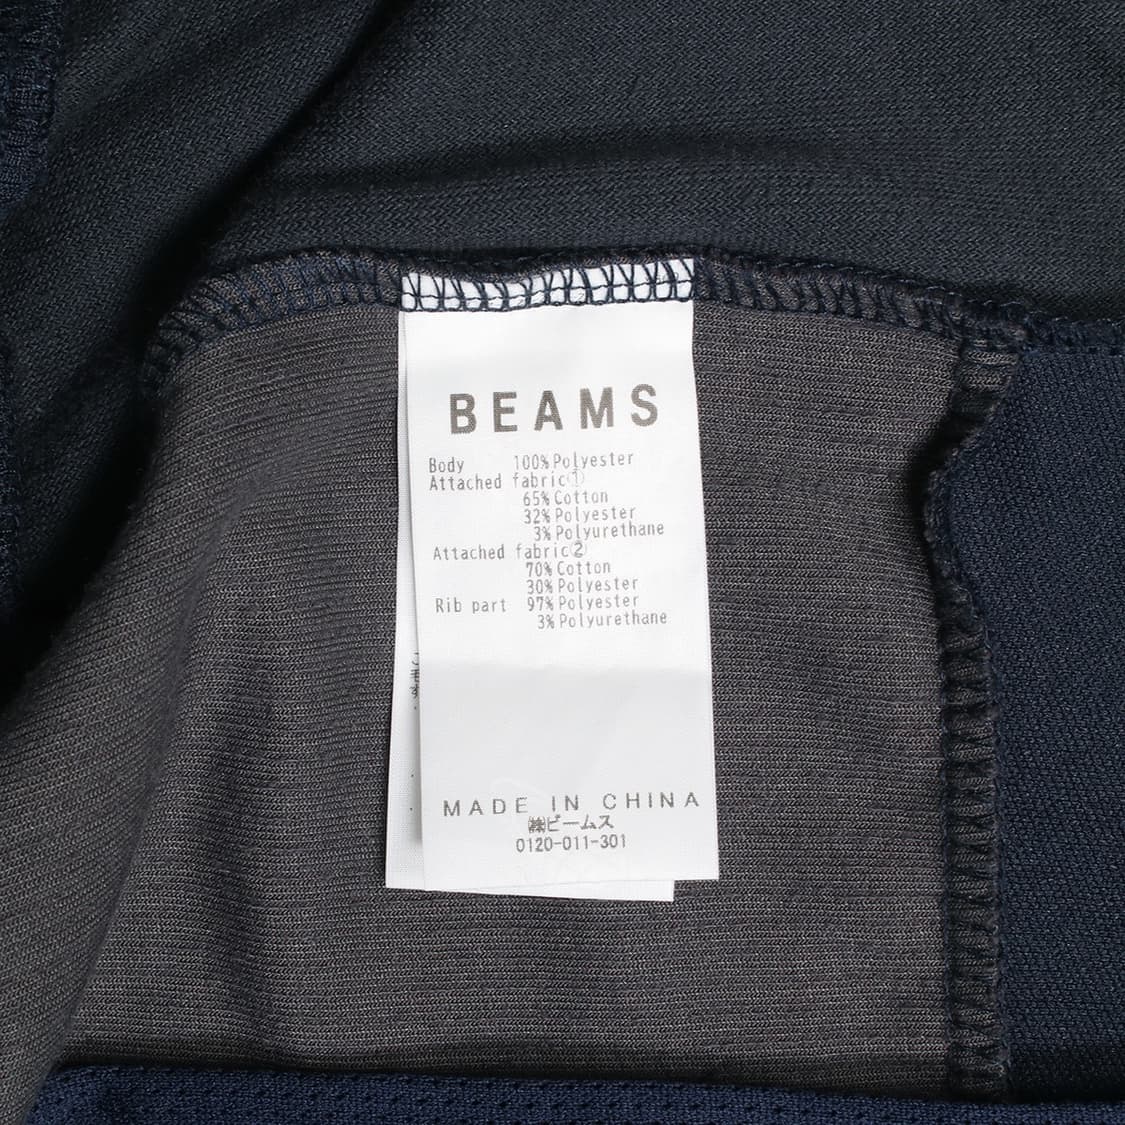 BEAMS
Body 100%Polyester
Attached fabric①
65%Cotton
32%Polyester
3%Polyurethane
Attached fabric②
70%Cotton
30%Polyester
Rib part 97%Polyester
3%Polyurethane
MADE IN CHINA
㈱ビームス
0120-011-301